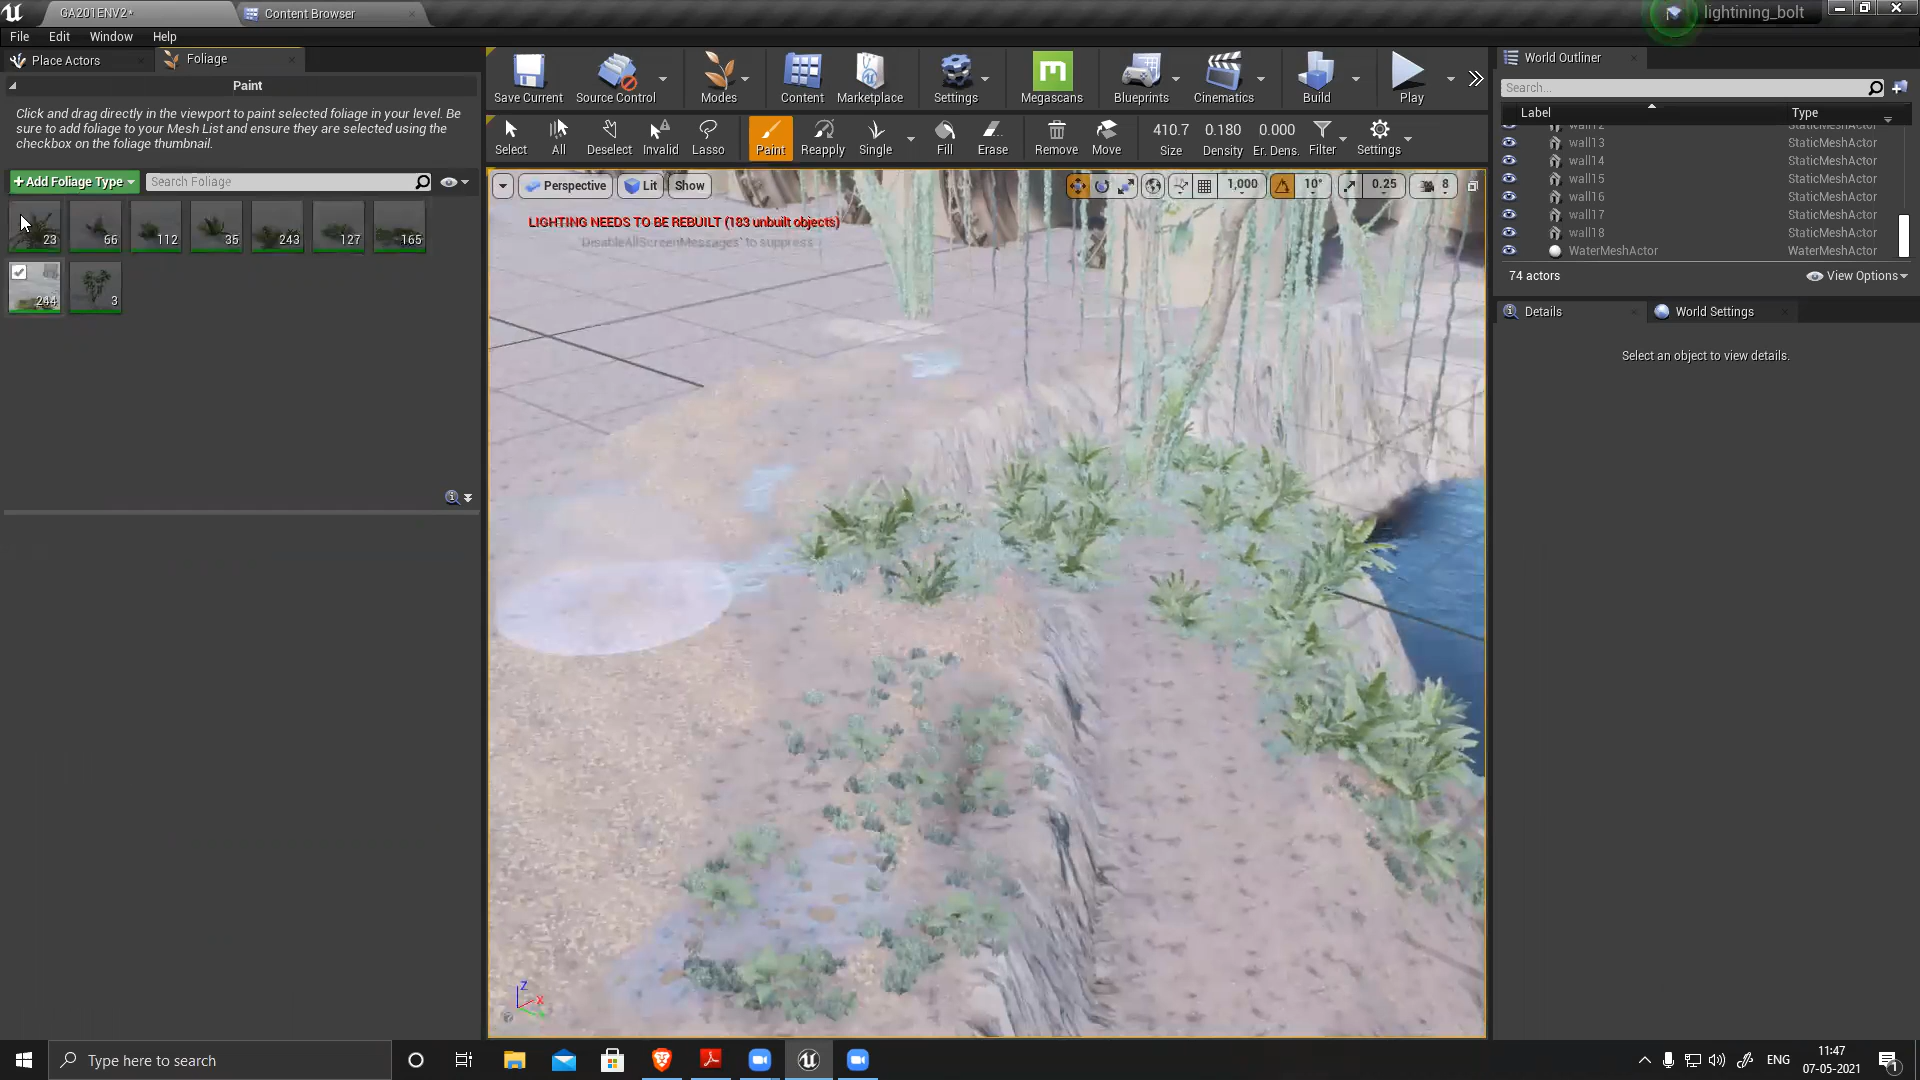 GA201ENV2*
Content Browser
lightining_bolt
File Edit Window Help
Place Actors
Foliage
Paint
Click and drag directly in the viewport to paint selected foliage in your level. Be
sure to add foliage to your Mesh List and ensure they are selected using the
checkbox on the foliage thumbnail.
+Add Foliage Type
Search Foliage
23 66 112 35 243 127 165
244 3
Save Current Source Control Modes Content Marketplace Settings Megascans Blueprints Cinematics Build Play
Select All Deselect Invalid Lasso Paint Reapply Single Fill Erase Remove Move
410.7 0.180 0.000
Size Density Er. Dens. Filter Settings
Perspective Lit Show
1,000 10° 0.25 8
LIGHTING NEEDS TO BE REBUILT (183 unbuilt objects)
'DisableAllScreenMessages' to suppress
Z
X
World Outliner
Search...
Label Type
wall12 StaticMeshActor
wall13 StaticMeshActor
wall14 StaticMeshActor
wall15 StaticMeshActor
wall16 StaticMeshActor
wall17 StaticMeshActor
wall18 StaticMeshActor
WaterMeshActor WaterMeshActor
74 actors
View Options
Details
World Settings
Select an object to view details.
Type here to search
ENG
11:47
07-05-2021
1